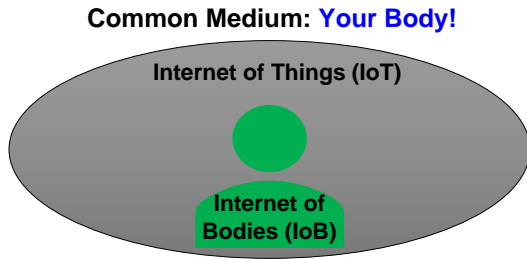 Common Medium: Your Body!
Internet of Things (IoT)
Internet of
Bodies (IoB)